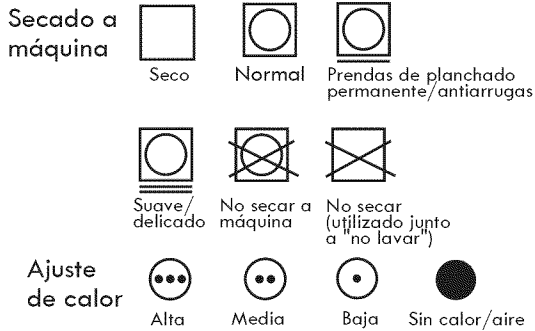 Secado a
máquina
Seco
Normal
Prendas de planchado
permanente/antiarrugas
Suave/
delicado
No secar a
máquina
No secar
(utilizado junto
a "no lavar")
Ajuste
de calor
Alta
Media
Baja
Sin calor/aire